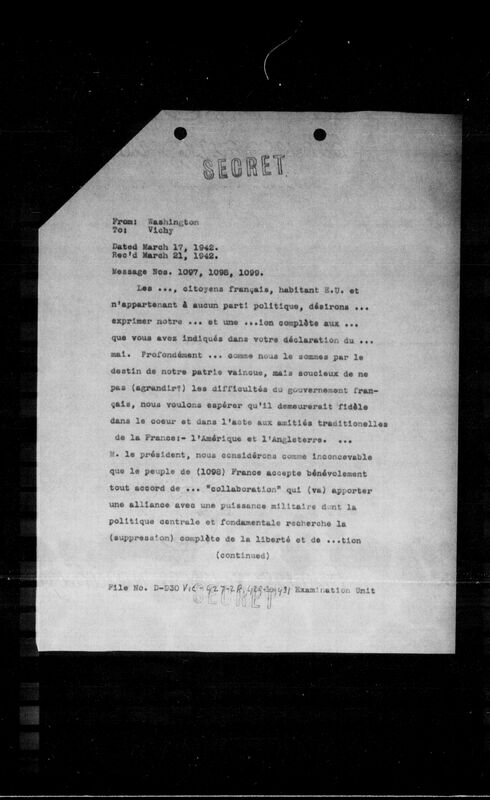 SECRET
From: Washington
To: Vichy
Dated March 17, 1942.
Rec'd March 21, 1942.
Message Nos. 1097, 1098, 1099.
Les ..., citoyens français, habitant E.U. et
n'appartenant à aucun parti politique, désirons ...
exprimer notre ... et une ...ion complète aux ...
que vous avez indiqués dans votre déclaration du ...
mai. Profondément ... comme nous le sommes par le
destin de notre patrie vaincue, mais soucieux de ne
pas (agrandir?) les difficultés du gouvernement fran-
çais, nous voulons espérer qu'il demeurerait fidèle
dans le coeur et dans l'acte aux amitiés traditionelles
de la France:- l'Amérique et l'Angleterre. ...
M. le président, nous considérons comme inconcevable
que le peuple de (1098) France accepte bénévolement
tout accord de ... "collaboration" qui (va) apporter
une alliance avec une puissance militaire dont la
politique centrale et fondamentale recherche la
(suppression) complète de la liberté et de ...tion
(continued)
File No. D-930 Examination Unit
SECRET